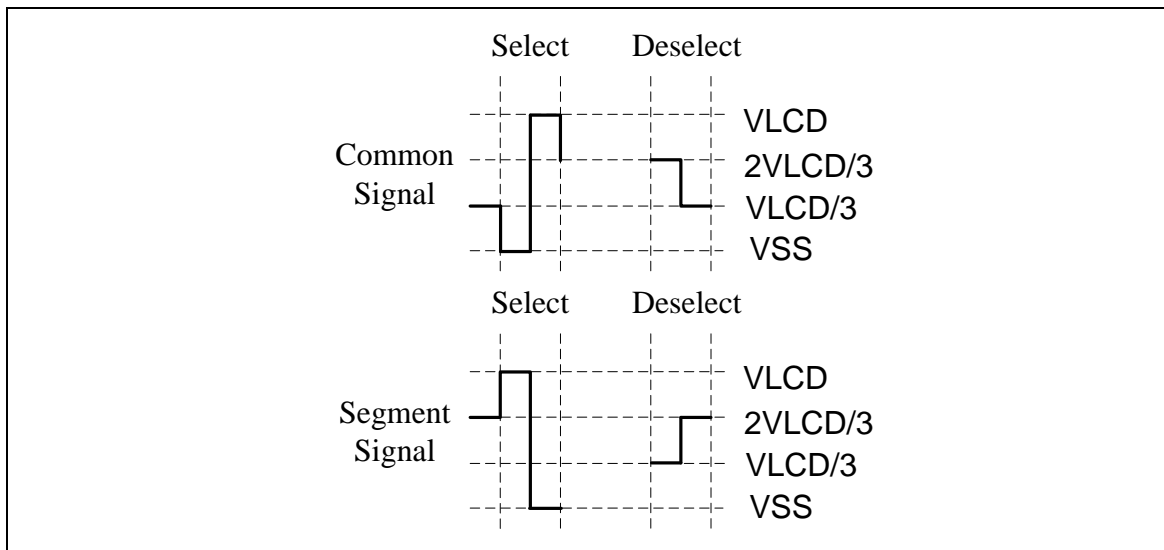 Select Deselect
VLCD
Common
Signal
2VLCD/3
VLCD/3
VSS
Select Deselect
VLCD
Segment
Signal
2VLCD/3
VLCD/3
VSS